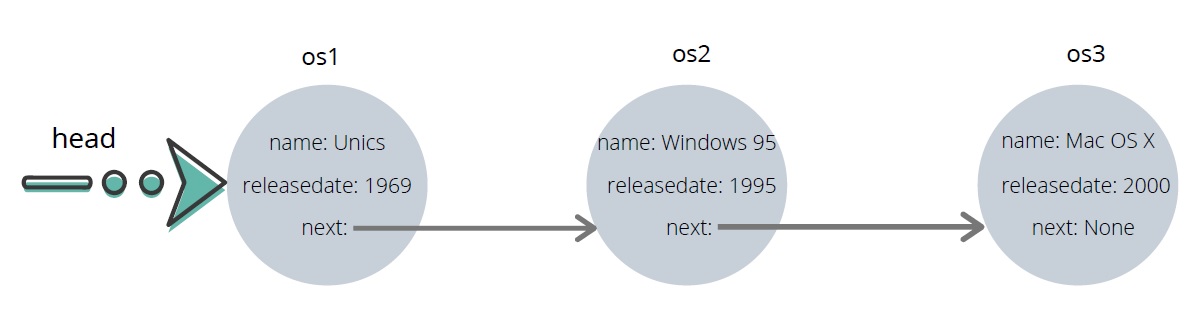 head
os1
name: Unics
releasedate: 1969
next:
os2
name: Windows 95
releasedate: 1995
next:
os3
name: Mac OS X
releasedate: 2000
next: None